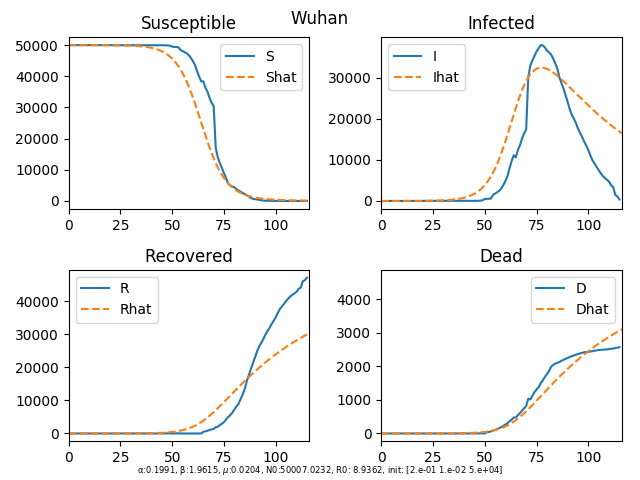 Wuhan
Susceptible
50000
40000
30000
20000
10000
0
0 25 50 75 100
S
Shat
Infected
30000
20000
10000
0
0 25 50 75 100
I
Ihat
Recovered
40000
30000
20000
10000
0
0 25 50 75 100
R
Rhat
Dead
4000
3000
2000
1000
0
0 25 50 75 100
D
Dhat
α:0.1991, β:1.9615, μ:0.0204, N0:50007.0232, R0: 8.9362, init: [2.e-01 1.e-02 5.e+04]